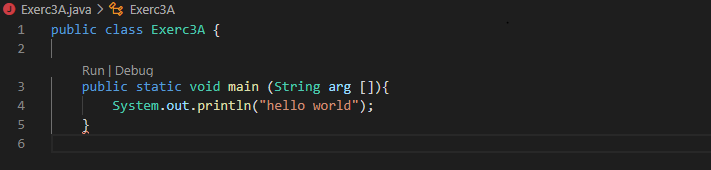 Exerc3A.java > Exerc3A
1 public class Exerc3A {
2
Run | Debug
3 public static void main (String arg []){
4 System.out.println("hello world");
5 }
6